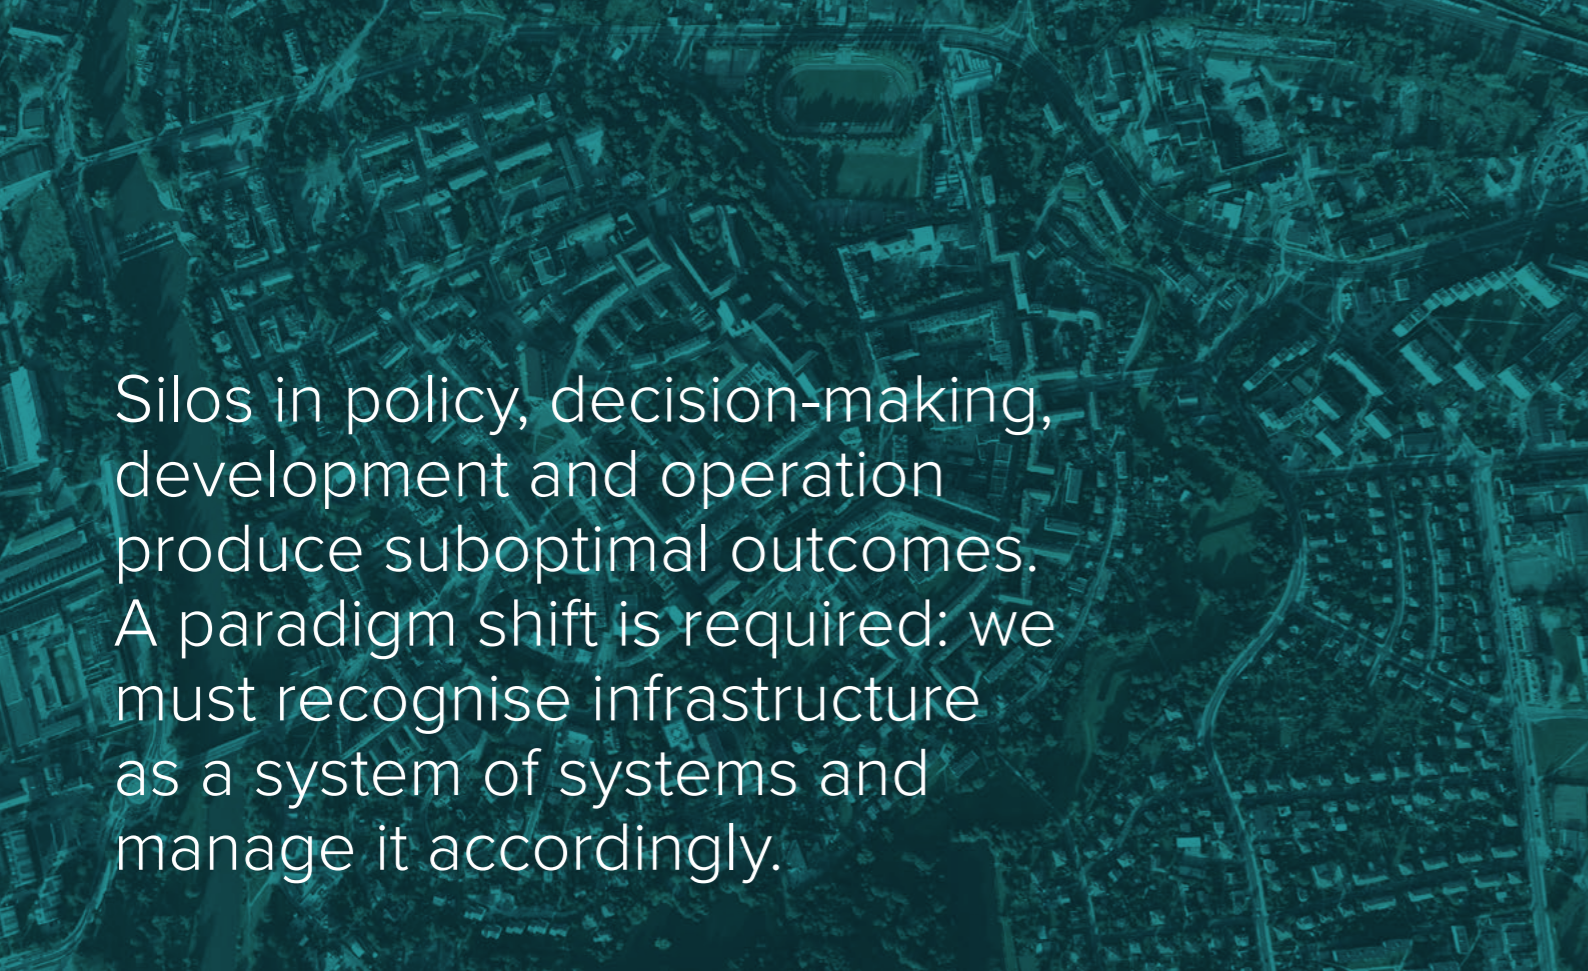 Silos in policy, decision-making,
development and operation
produce suboptimal outcomes.
A paradigm shift is required: we
must recognise infrastructure
as a system of systems and
manage it accordingly.